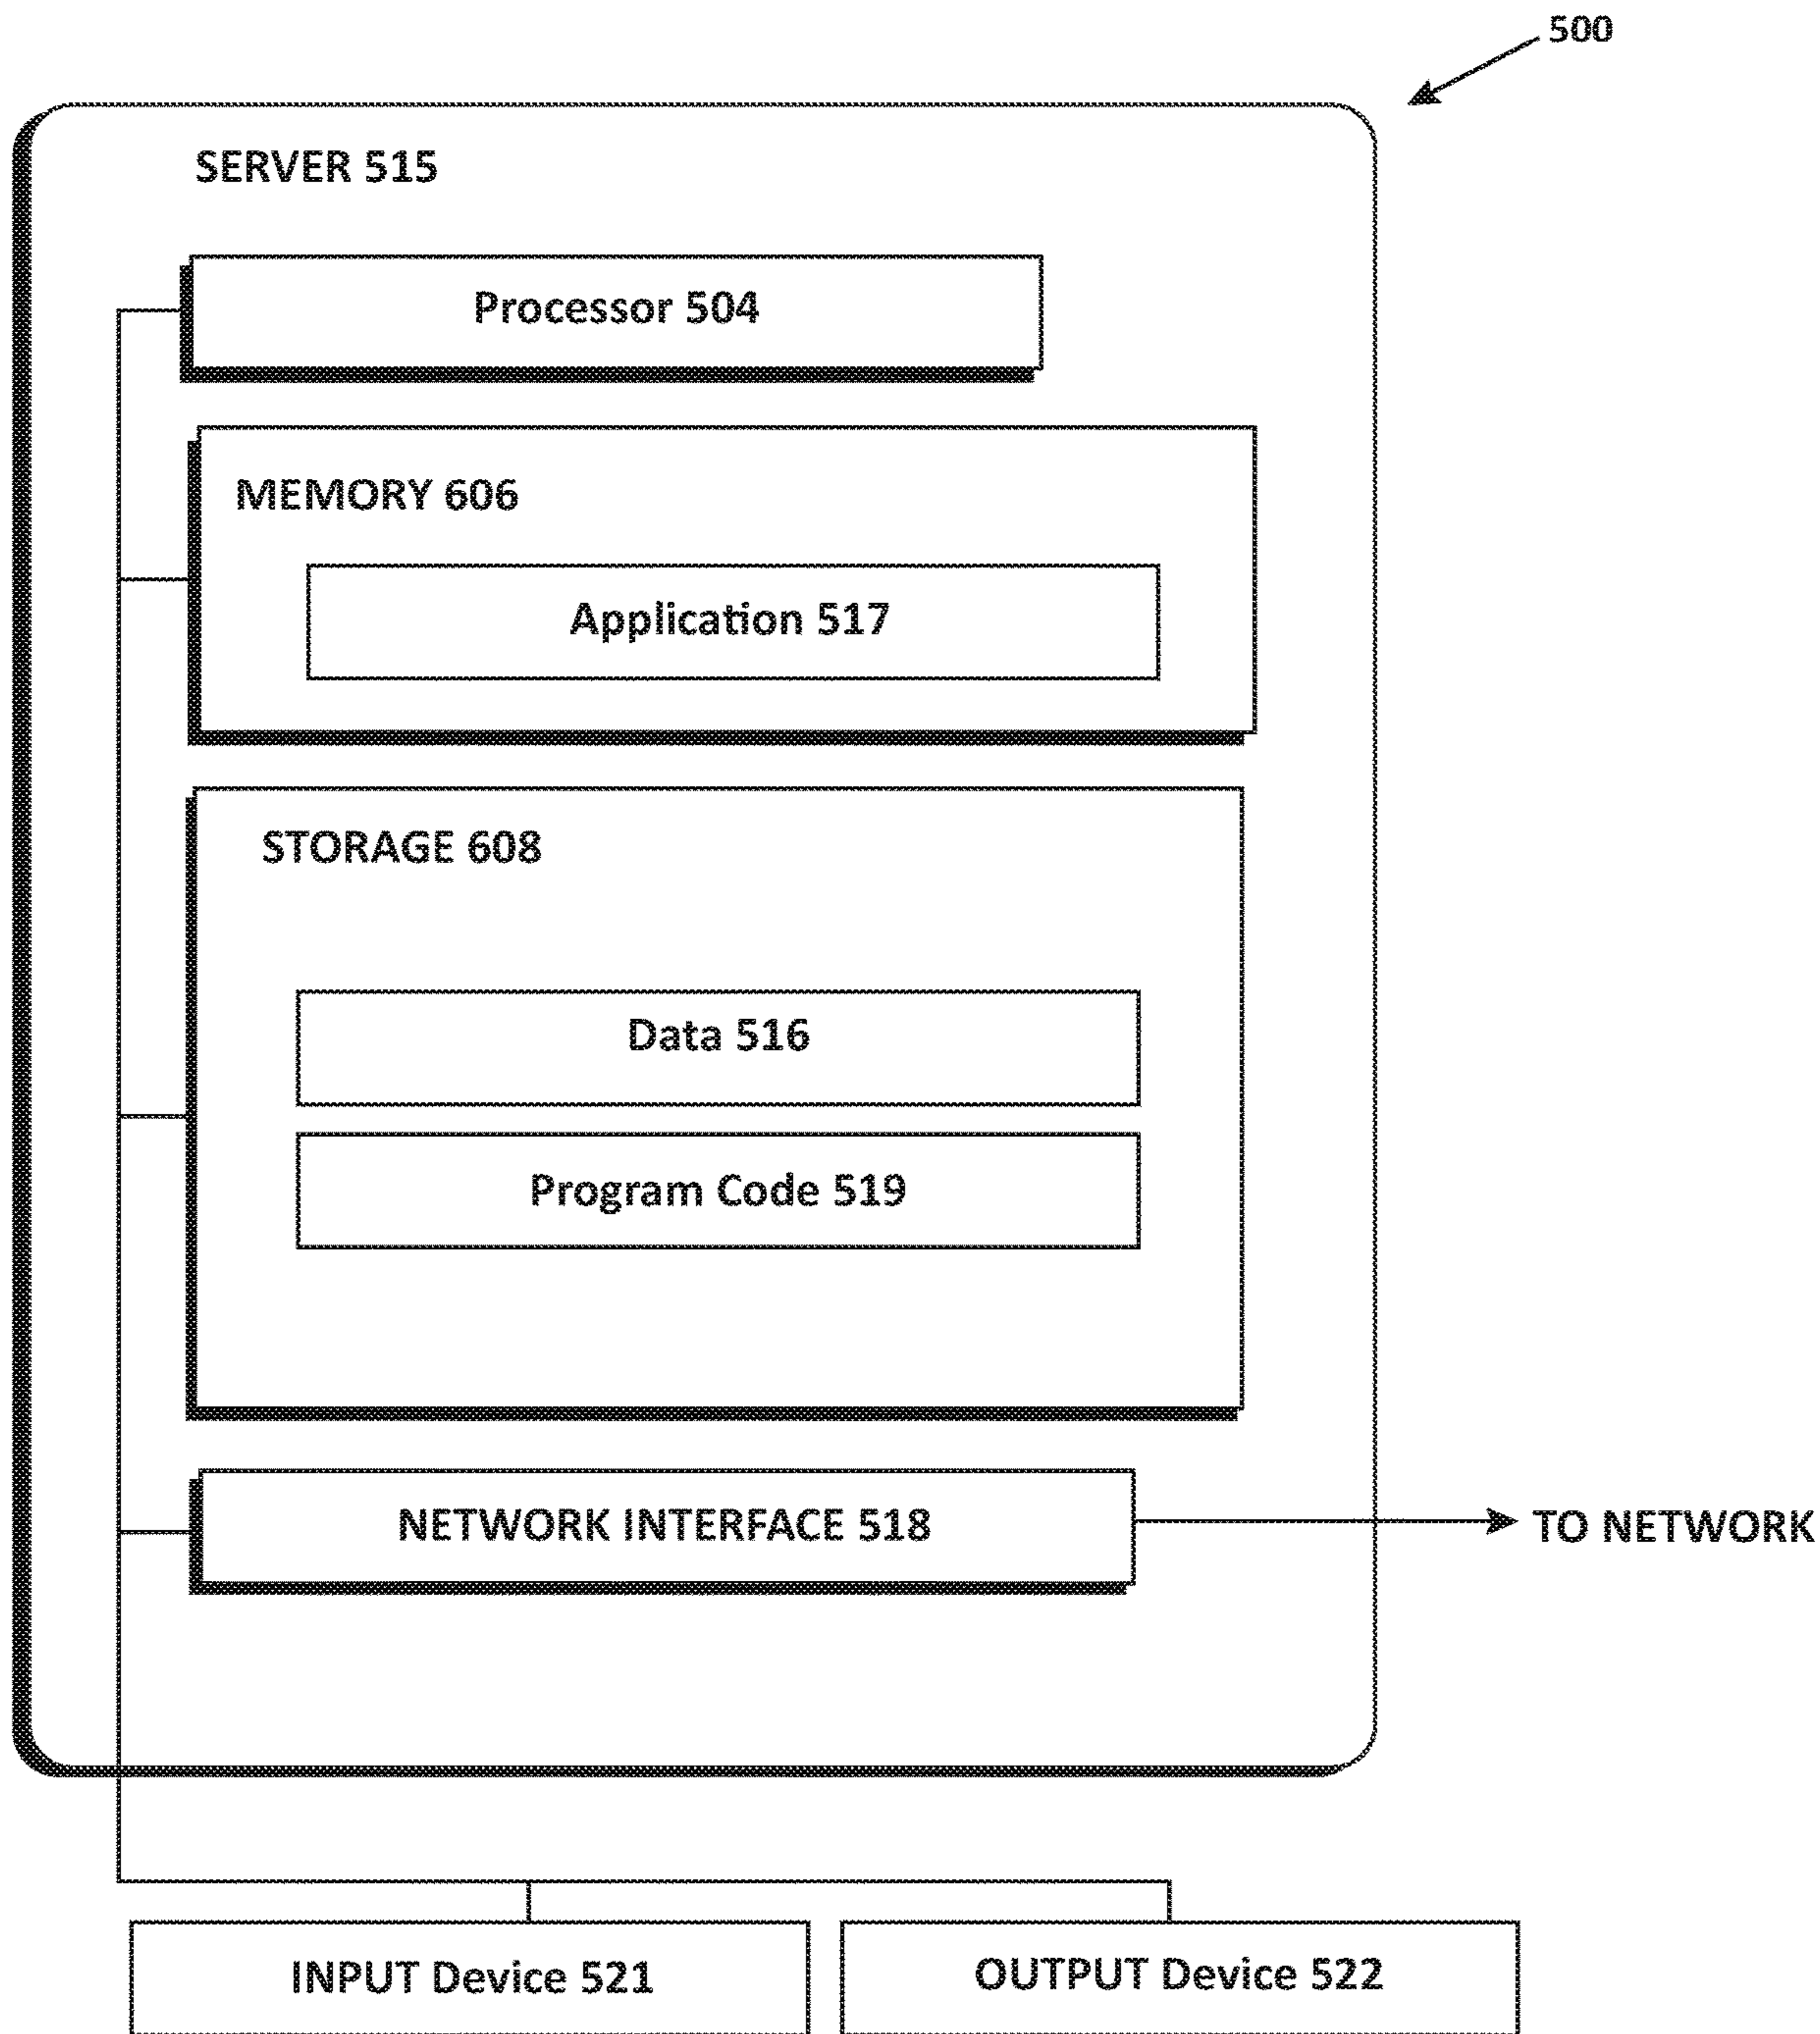 500
SERVER 515
Processor 504
MEMORY 606
Application 517
STORAGE 608
Data 516
Program Code 519
NETWORK INTERFACE 518
TO NETWORK
INPUT Device 521
OUTPUT Device 522